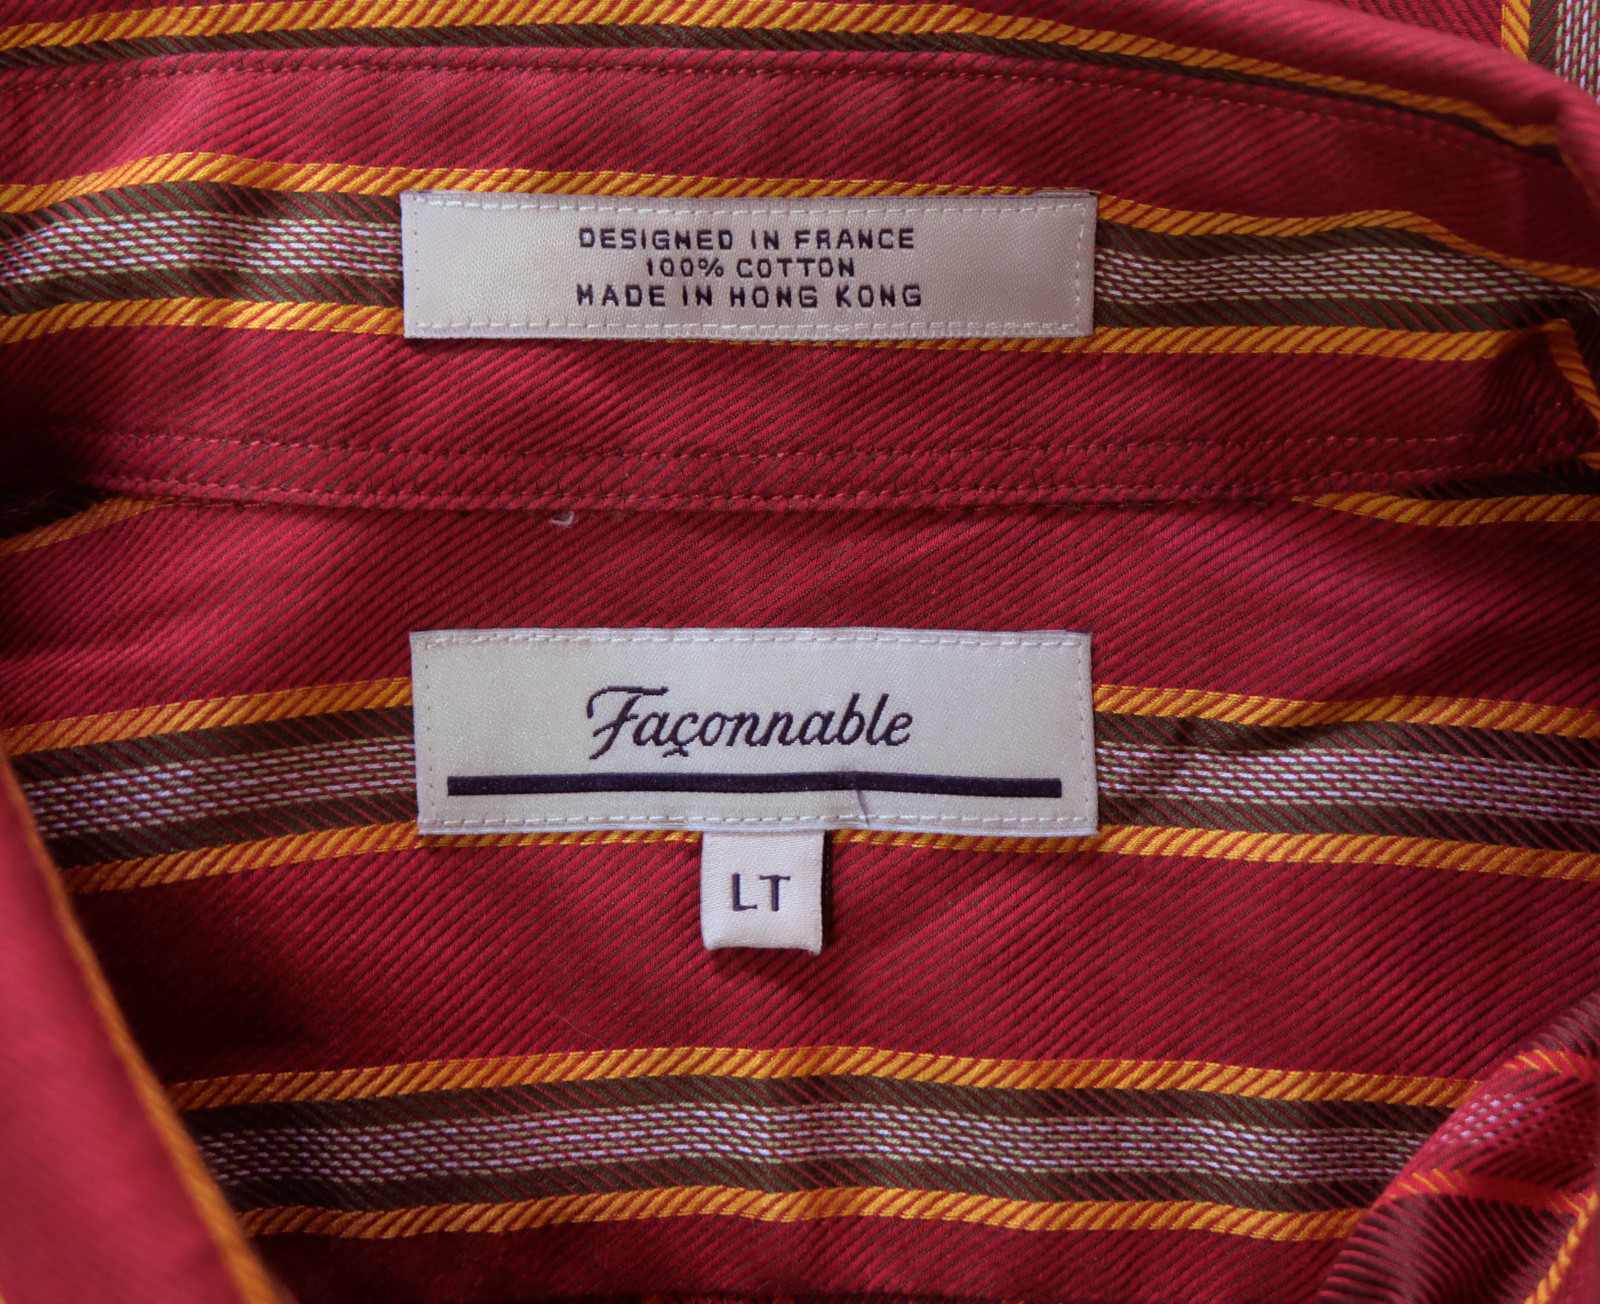 DESIGNED IN FRANCE
100% COTTON
MADE IN HONG KONG
Façonnable
LT